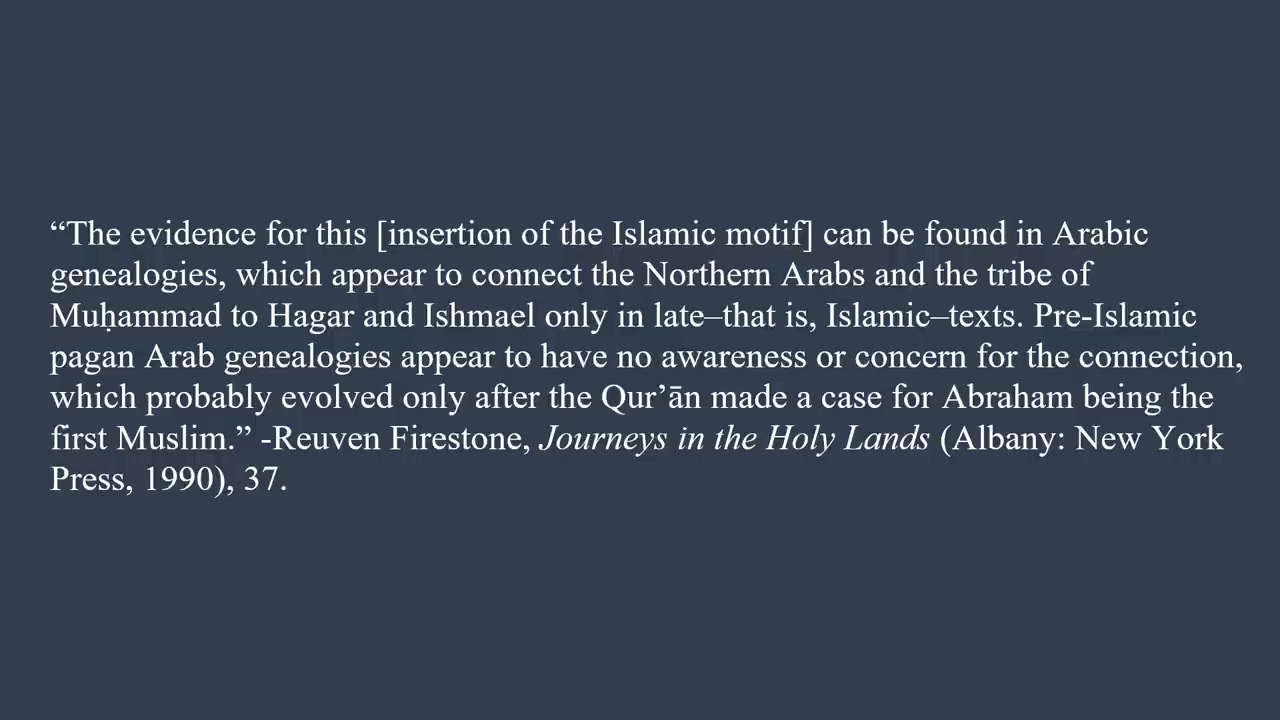 “The evidence for this [insertion of the Islamic motif] can be found in Arabic
genealogies, which appear to connect the Northern Arabs and the tribe of
Muḥammad to Hagar and Ishmael only in late–that is, Islamic–texts. Pre-Islamic
pagan Arab genealogies appear to have no awareness or concern for the connection,
which probably evolved only after the Qur’ān made a case for Abraham being the
first Muslim.” -Reuven Firestone, Journeys in the Holy Lands (Albany: New York
Press, 1990), 37.